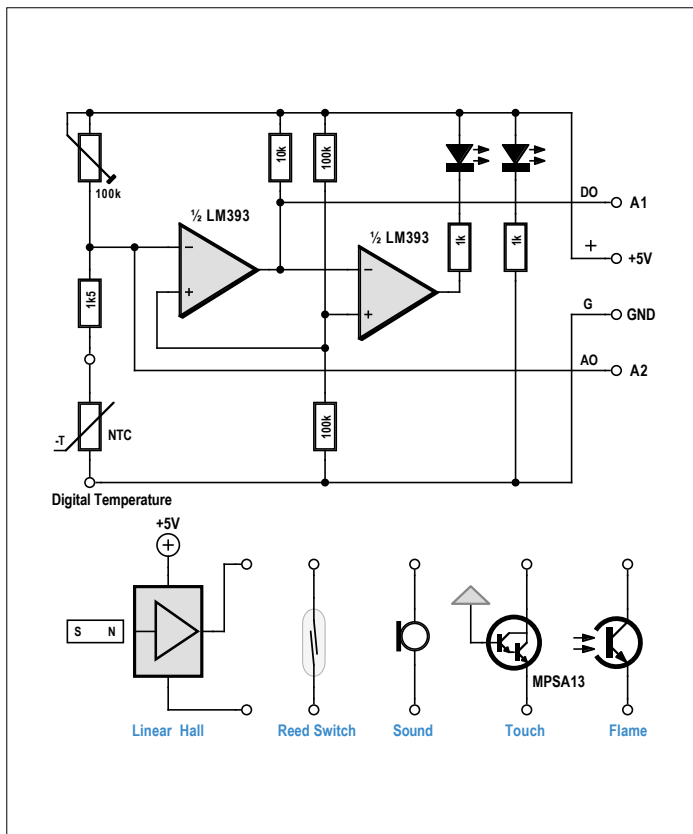 100k
10k
100k
½ LM393
½ LM393
1k
1k
DO
A1
+
+5V
1k5
−
+
−
+
G
GND
AO
A2
-T
NTC
100k
Digital Temperature
+5V
+
S N
MPSA13
Linear Hall
Reed Switch
Sound
Touch
Flame